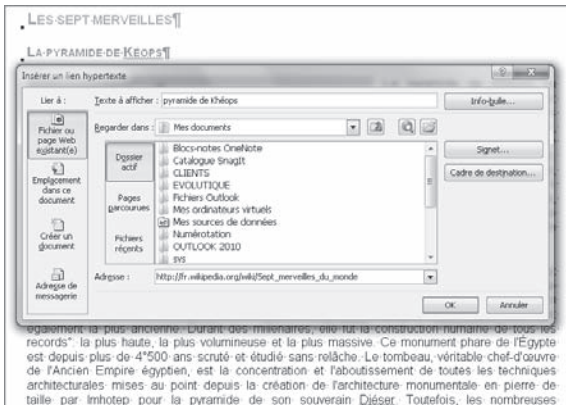 LES·SEPT·MERVEILLES¶
LA·PYRAMIDE·DE·KEOPS¶
Insérer un lien hypertexte
Lier à :
Texte à afficher : pyramide de Khéops
Info-bulle...
Fichier ou page Web existant(e)
Regarder dans : Mes documents
Dossier actif
Blocs-notes OneNote
Catalogue SnagIt
CLIENTS
EVOLUTIQUE
Fichiers Outlook
Mes ordinateurs virtuels
Mes sources de données
Numérotation
OUTLOOK 2010
svs
Signet...
Cadre de destination...
Emplacement dans ce document
Pages parcourues
Créer un document
Fichiers récents
Adresse de messagerie
Adresse : http://fr.wikipedia.org/wiki/Sept_merveilles_du_monde
OK
Annuler
également la plus ancienne. Durant des millénaires, elle fut la construction humaine de tous les
records°: la plus haute, la plus volumineuse et la plus massive. Ce monument phare de l'Égypte
est depuis plus de 4°500 ans scruté et étudié sans relâche. Le tombeau, véritable chef-d'œuvre
de l'Ancien Empire égyptien, est la concentration et l'aboutissement de toutes les techniques
architecturales mises au point depuis la création de l'architecture monumentale en pierre de
taille par Imhotep pour la pyramide de son souverain Djéser. Toutefois, les nombreuses